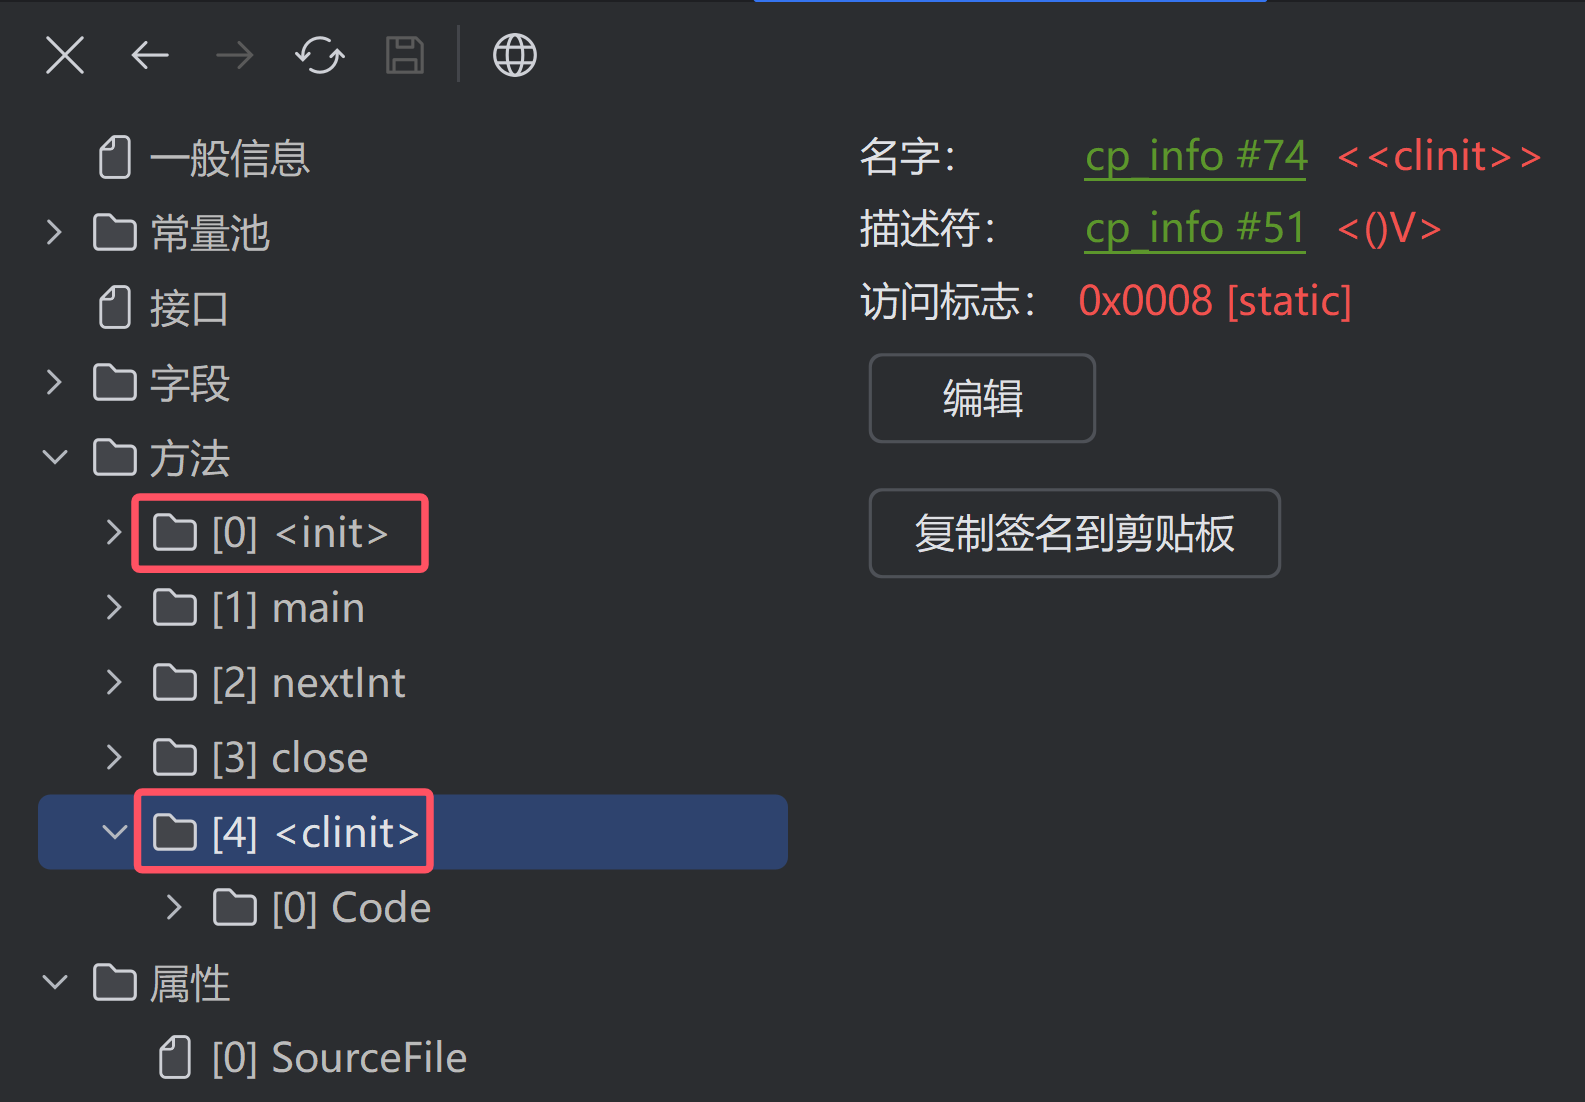 一般信息
常量池
接口
字段
方法
[0] <init>
[1] main
[2] nextInt
[3] close
[4] <clinit>
[0] Code
属性
[0] SourceFile
名字： cp_info #74 <<clinit>>
描述符： cp_info #51 <()V>
访问标志： 0x0008 [static]
编辑
复制签名到剪贴板